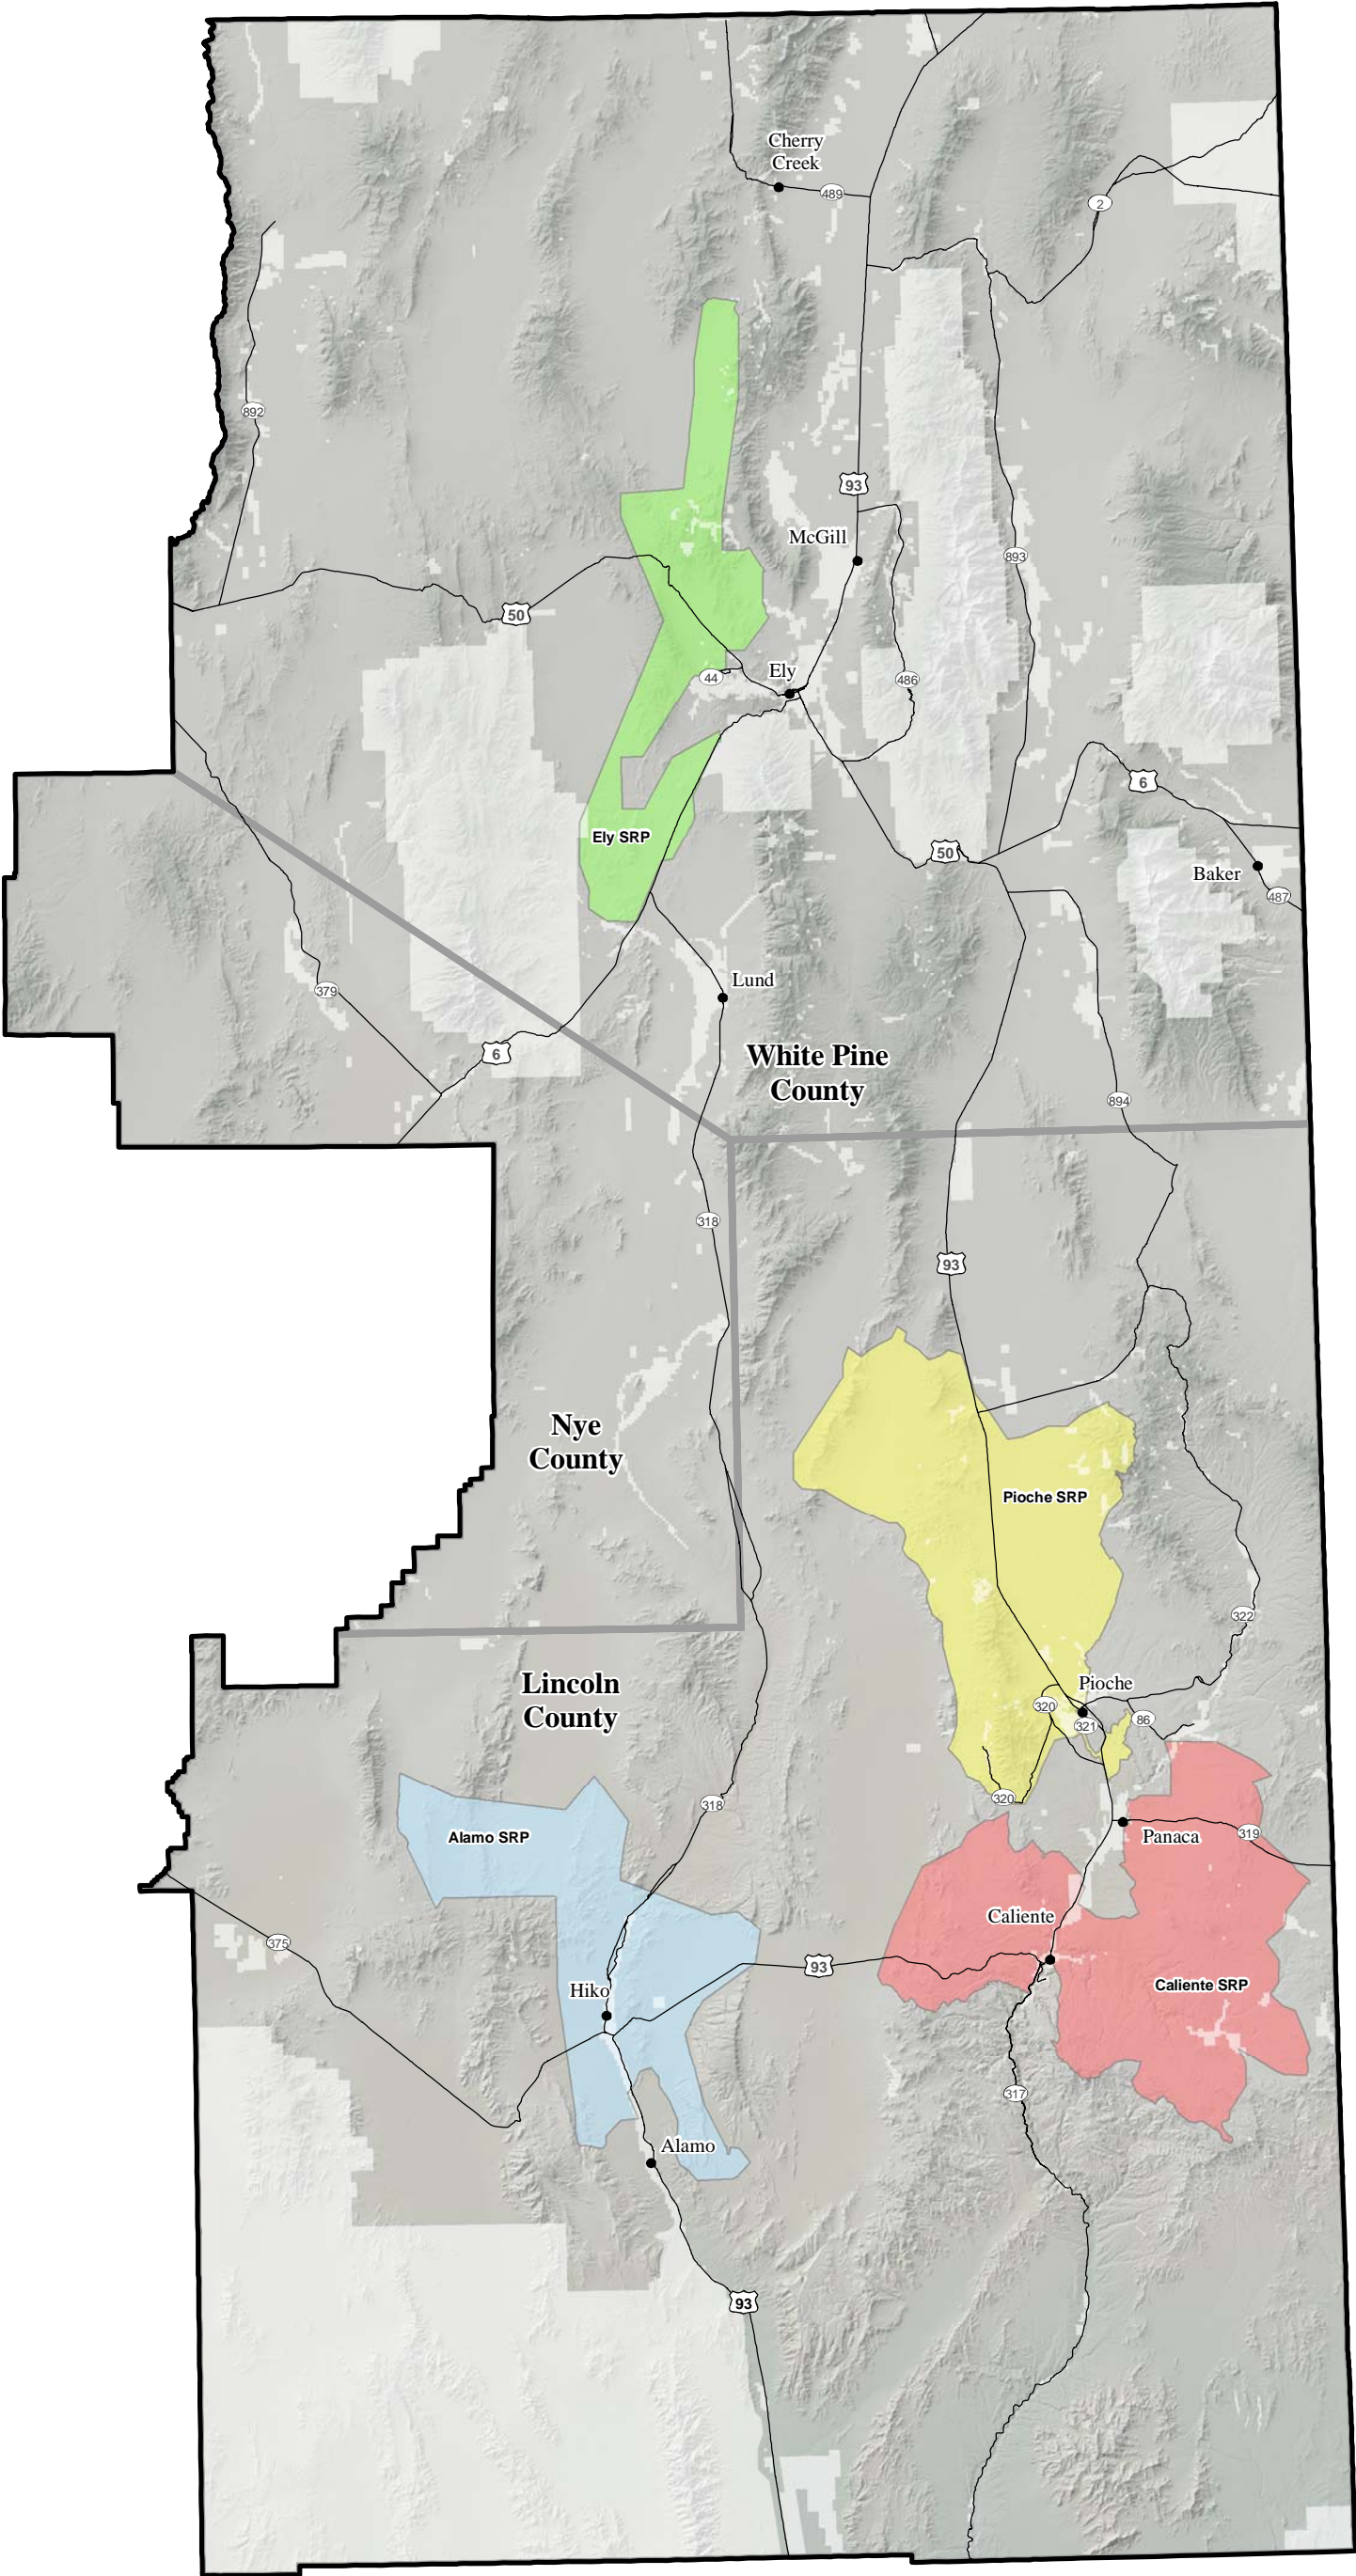 Cherry
Creek
489
2
892
93
McGill
893
50
Ely
44
486
6
Ely SRP
50
Baker
487
Lund
379
6
White Pine
County
894
318
93
Nye
County
Pioche SRP
322
Lincoln
County
Pioche
320
321
86
320
318
Alamo SRP
Panaca
319
Caliente
375
93
Hiko
Caliente SRP
317
Alamo
93